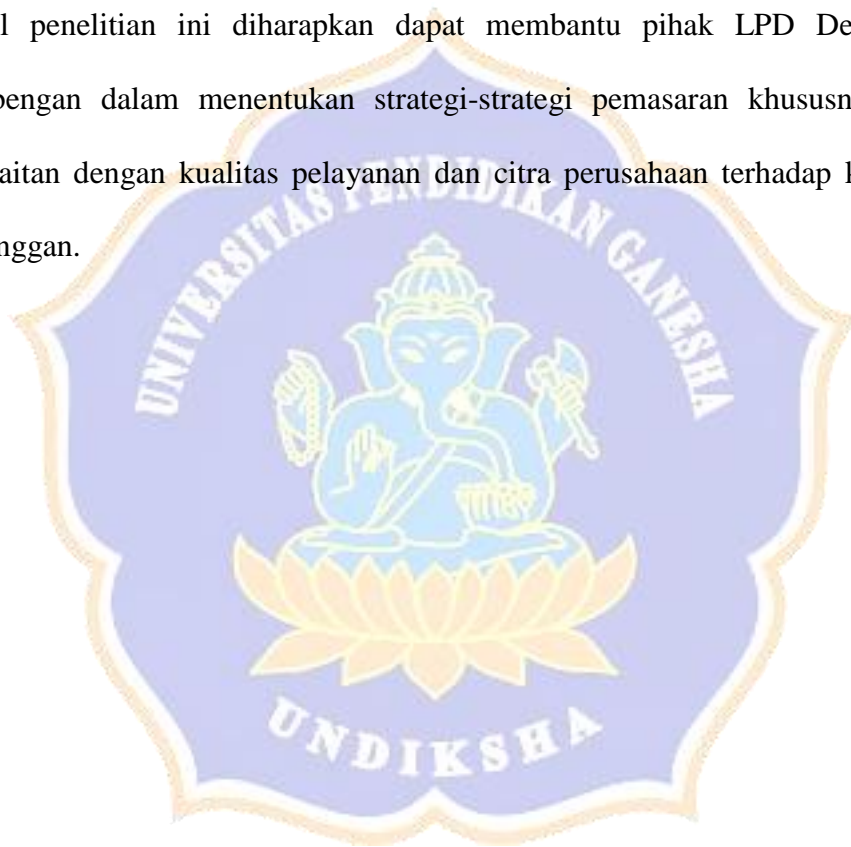 l penelitian ini diharapkan dapat membantu pihak LPD De
pengan dalam menentukan strategi-strategi pemasaran khususn
aitan dengan kualitas pelayanan dan citra perusahaan terhadap k
nggan.
UNIVERSITAS PENDIDIKAN GANESHA
UNDIKSHA